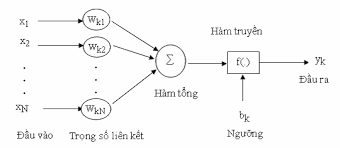 x1 wk1
x2 wk2
Hàm truyền
Σ f(.) yk
Đầu ra
xN wkN
Hàm tổng
bk
Đầu vào Trọng số liên kết Ngưỡng